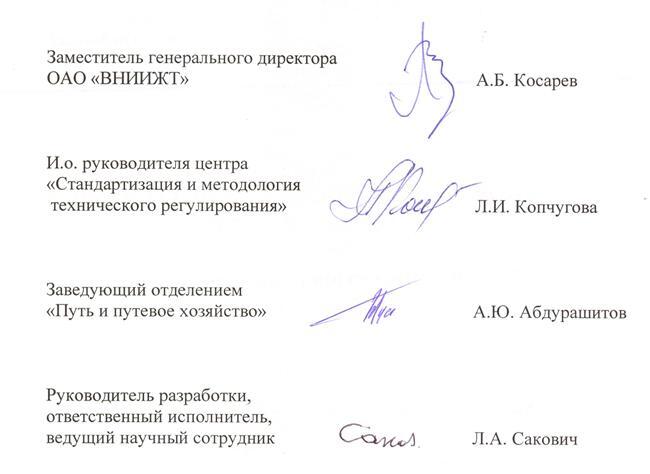 Заместитель генерального директора
ОАО «ВНИИЖТ» А.Б. Косарев
И.о. руководителя центра
«Стандартизация и методология
технического регулирования» Л.И. Копчугова
Заведующий отделением
«Путь и путевое хозяйство» А.Ю. Абдурашитов
Руководитель разработки,
ответственный исполнитель,
ведущий научный сотрудник Л.А. Сакович